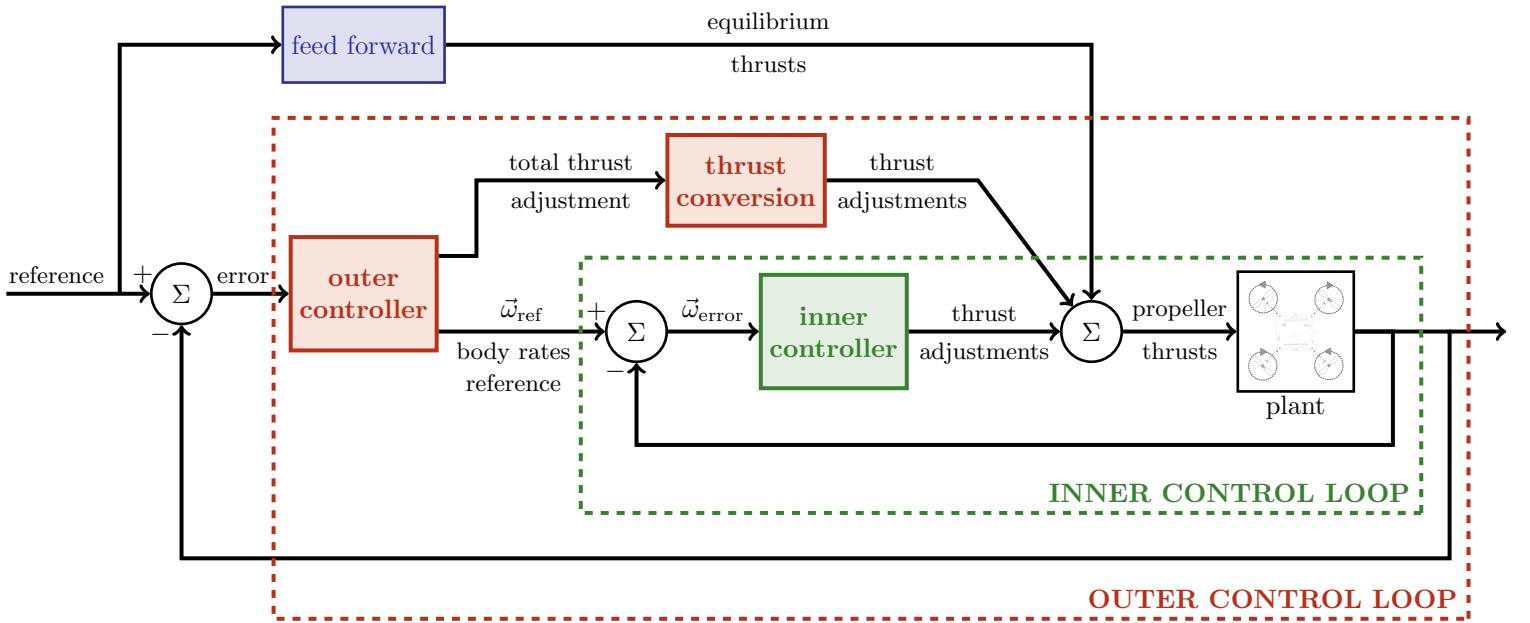 equilibrium
feed forward
thrusts
total thrust
adjustment
thrust
conversion
thrust
adjustments
reference
+
Σ
−
error
outer
controller
ω⃗ref
body rates
reference
+
Σ
−
ω⃗error
inner
controller
thrust
adjustments
Σ
propeller
thrusts
plant
INNER CONTROL LOOP
OUTER CONTROL LOOP